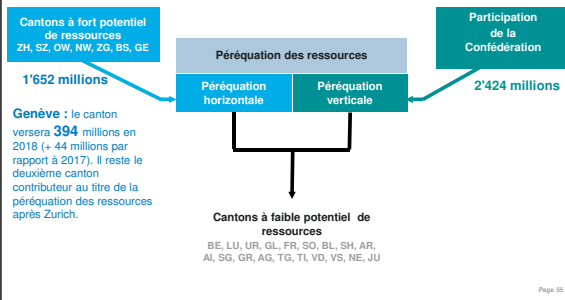 Cantons à fort potentiel
de ressources
ZH, SZ, OW, NW, ZG, BS, GE
Participation
de la
Confédération
Péréquation des ressources
1'652 millions
2'424 millions
Péréquation
horizontale
Péréquation
verticale
Genève : le canton
versera 394 millions en
2018 (+ 44 millions par
rapport à 2017). Il reste le
deuxième canton
contributeur au titre de la
péréquation des ressources
après Zurich.
Cantons à faible potentiel de
ressources
BE, LU, UR, GL, FR, SO, BL, SH, AR,
AI, SG, GR, AG, TG, TI, VD, VS, NE, JU
Page 55